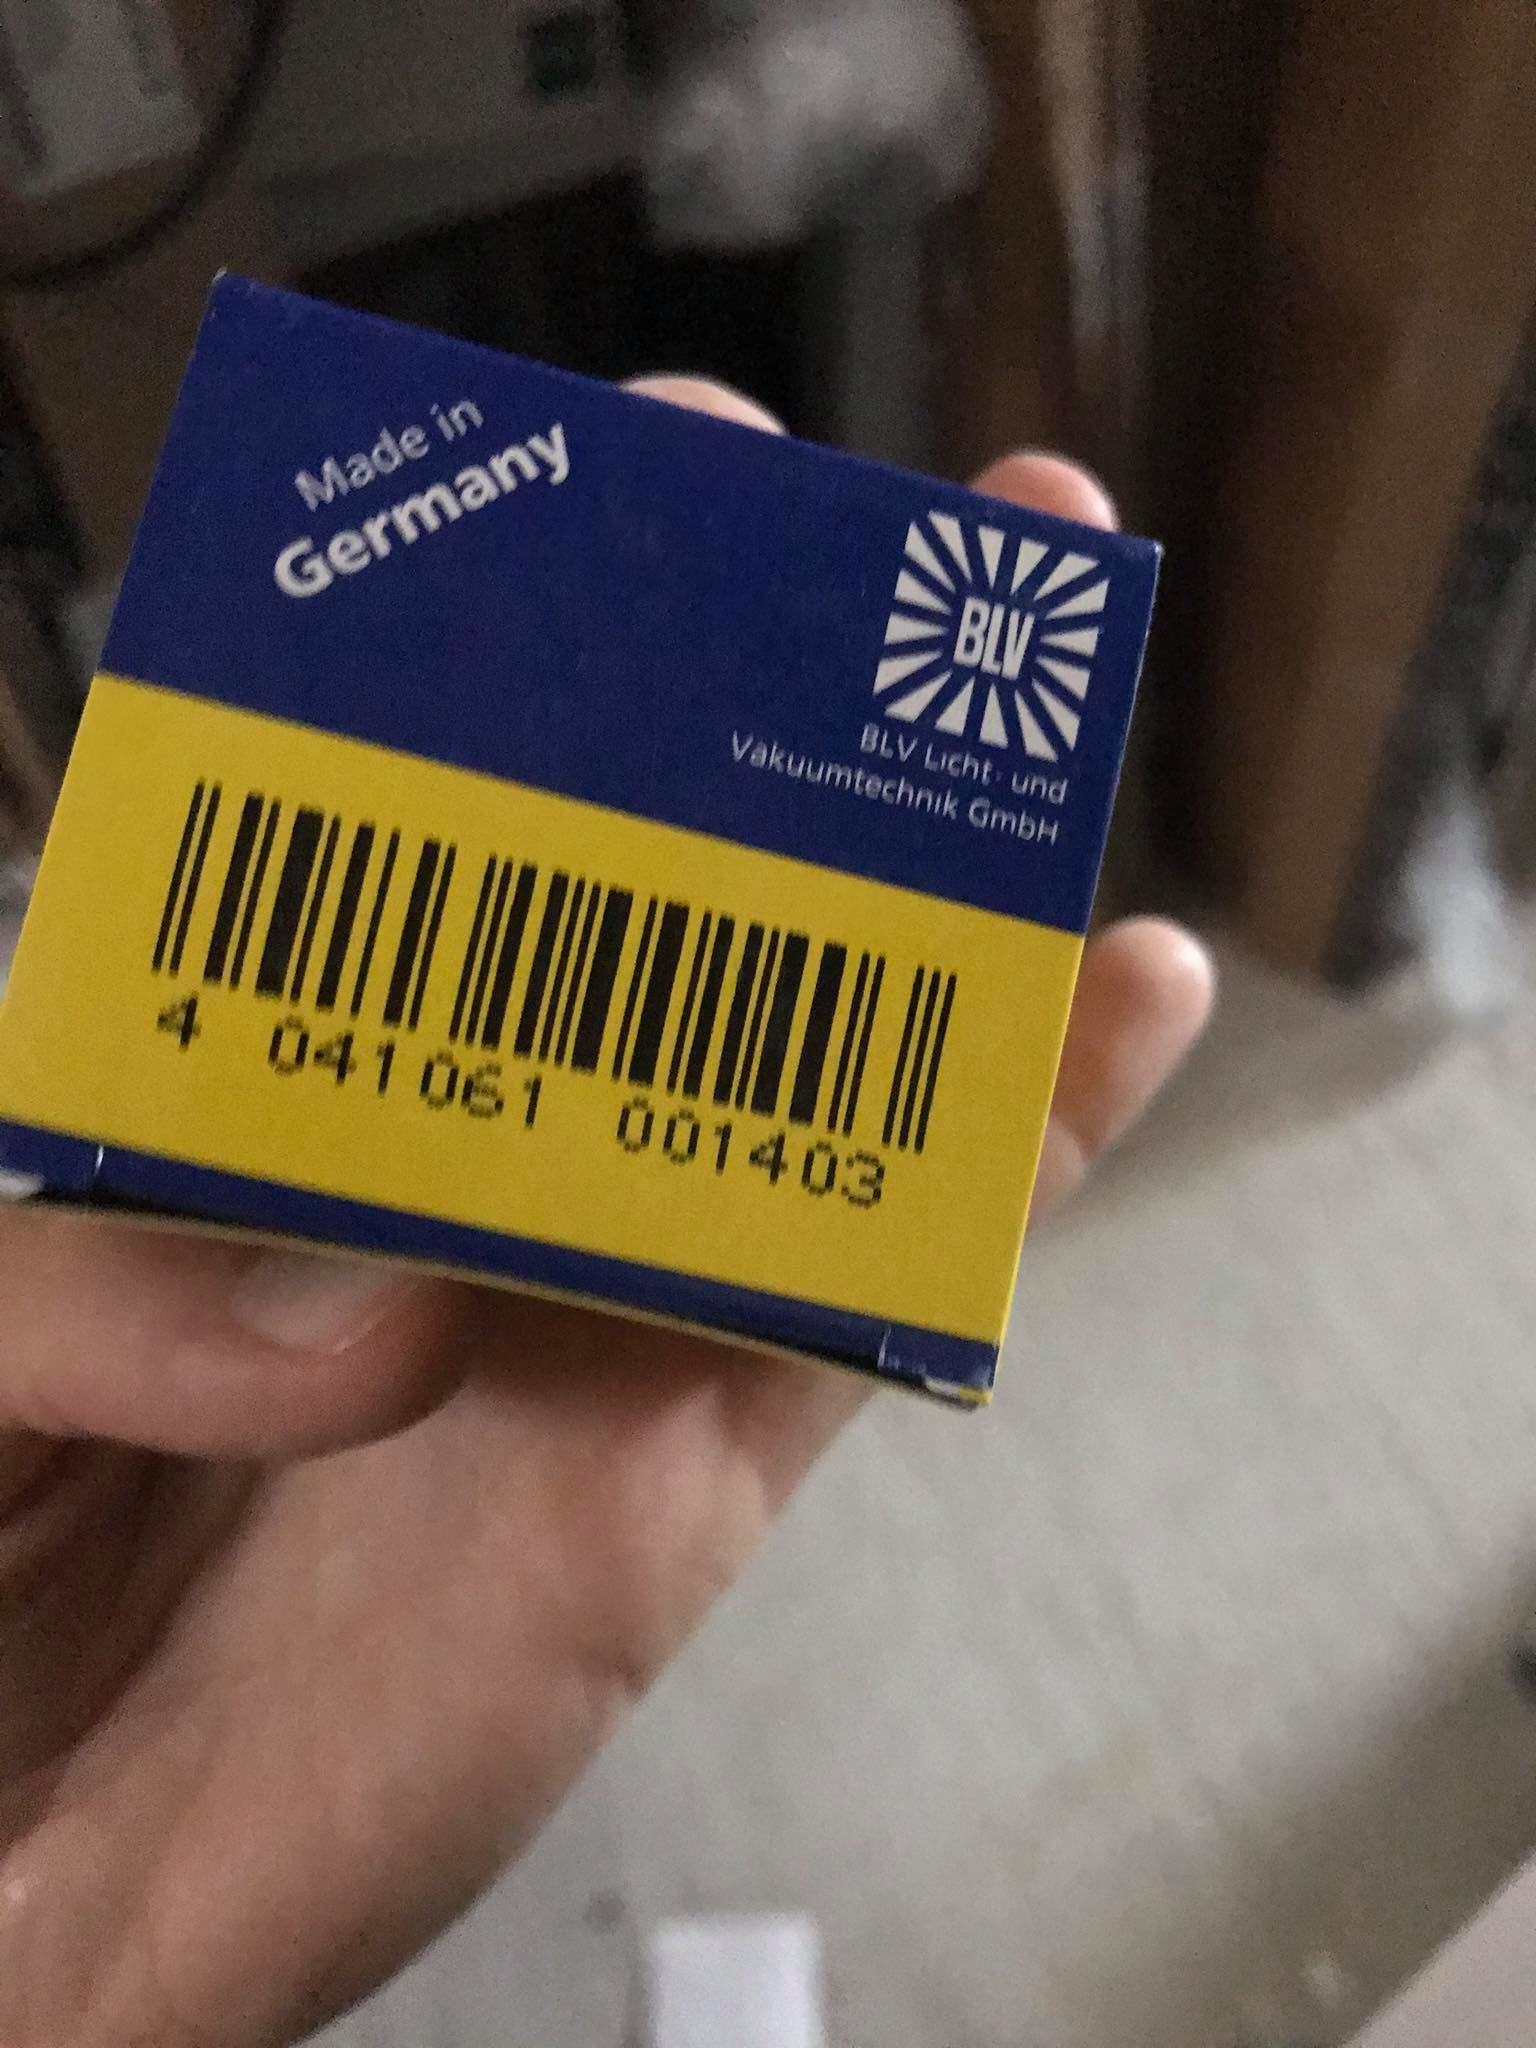 Made in
Germany
BLV
BLV Licht- und
Vakuumtechnik GmbH
4 041061 001403